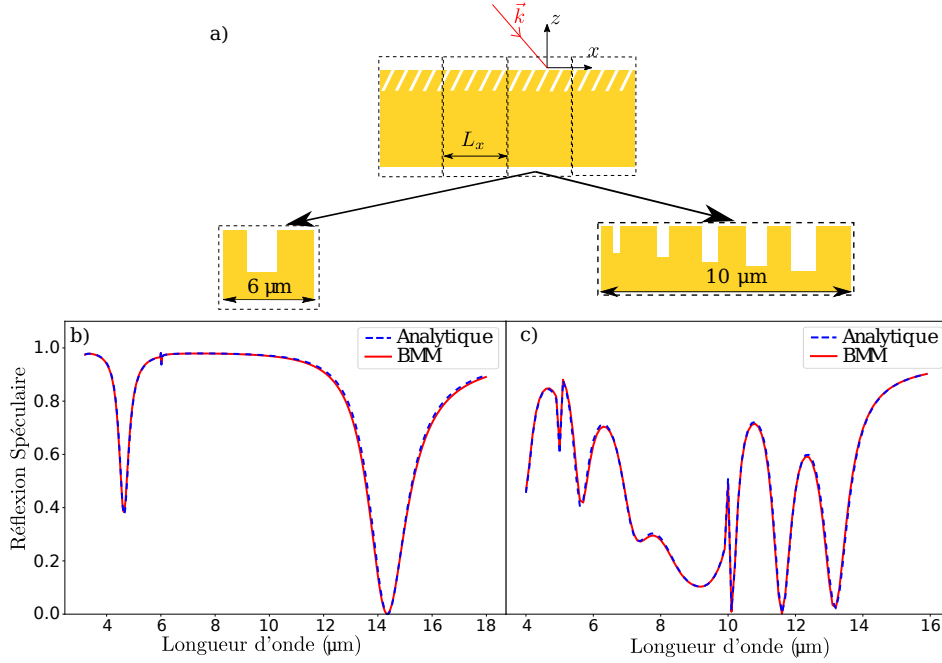 a)
k
z
x
Lx
6 μm
10 μm
b)
Analytique
BMM
c)
Analytique
BMM
Réflexion Spéculaire
1.0
0.8
0.6
0.4
0.2
0.0
4 6 8 10 12 14 16 18
4 6 8 10 12 14 16
Longueur d'onde (μm)
Longueur d'onde (μm)